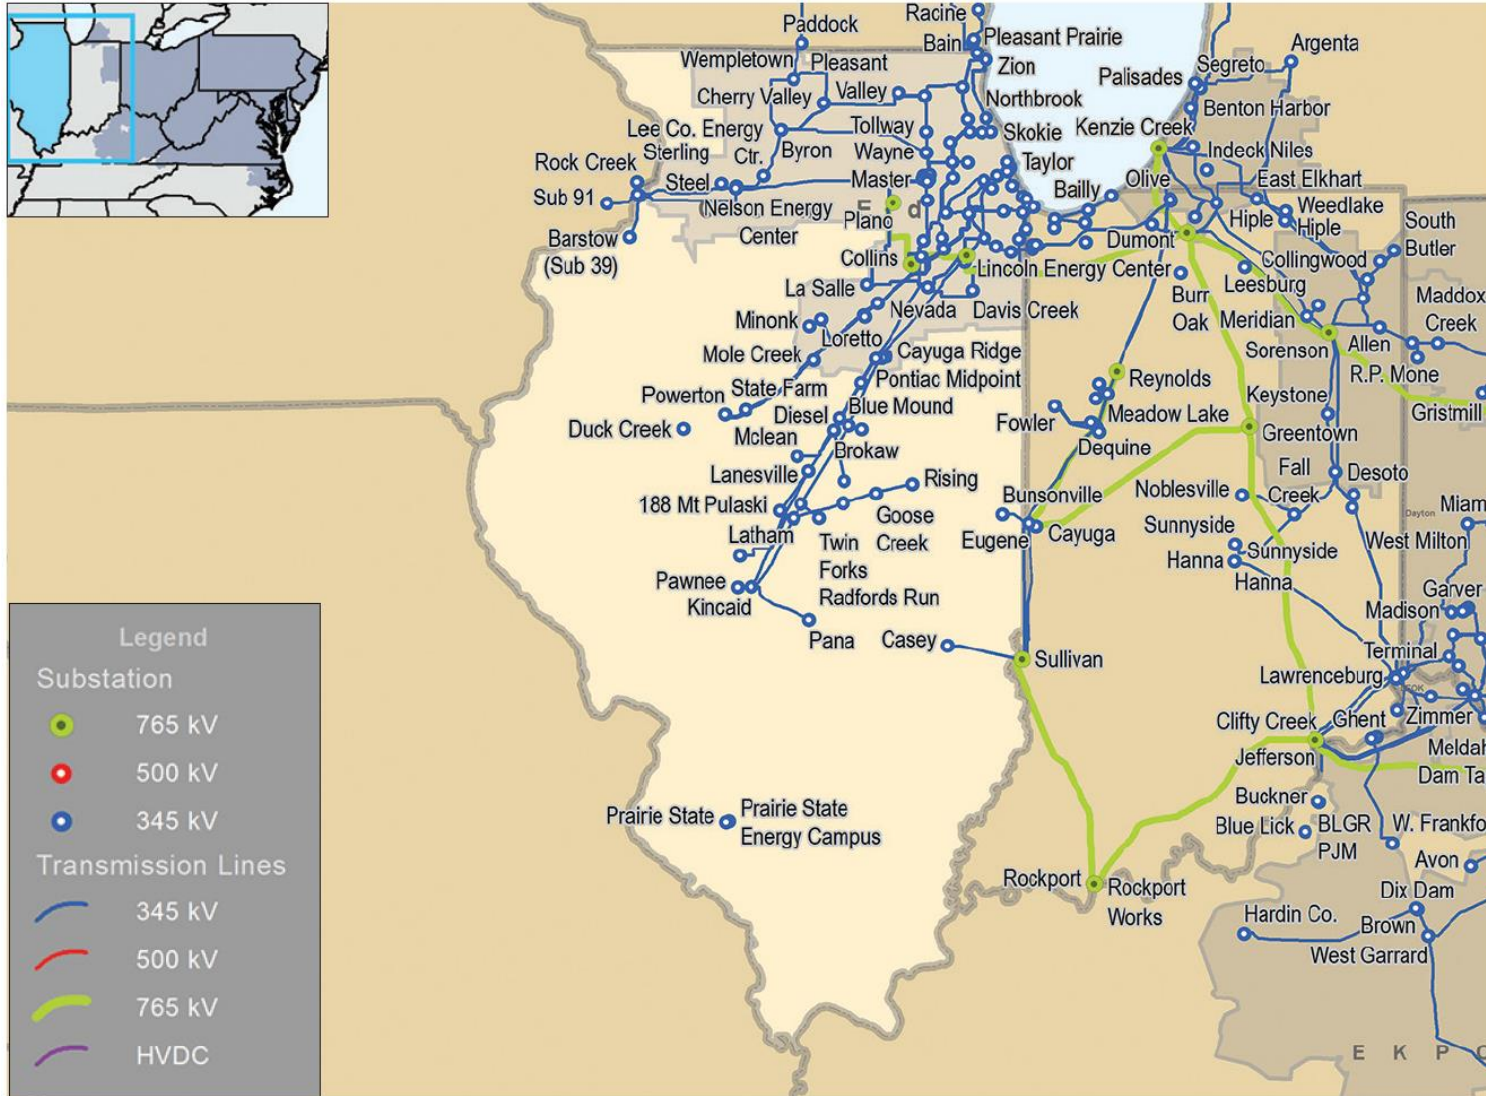 Paddock
Racine
Bain
Pleasant Prairie
Argenta
Wempletown
Pleasant
Valley
Zion
Segreto
Palisades
Cherry Valley
Northbrook
Benton Harbor
Lee Co. Energy
Ctr.
Byron
Tollway
Skokie
Kenzie Creek
Rock Creek
Sterling
Steel
Wayne
Taylor
Indeck Niles
Sub 91
Master
Bailly
Olive
East Elkhart
Nelson Energy
Center
E
d
C
Plano
Hiple
Weedlake
Hiple
South
Butler
Barstow
(Sub 39)
Collins
Dumont
Lincoln Energy Center
Collingwood
Leesburg
La Salle
Nevada
Davis Creek
Burr
Oak
Meridian
Maddox
Creek
Minonk
Loretto
Sorenson
Allen
Mole Creek
Cayuga Ridge
R.P. Mone
Powerton
State Farm
Pontiac Midpoint
Reynolds
Keystone
Gristmill
Duck Creek
Diesel
Blue Mound
Fowler
Meadow Lake
Greentown
Mclean
Brokaw
Dequine
Lanesville
Rising
Fall
Creek
Desoto
188 Mt Pulaski
Goose
Creek
Bunsonville
Noblesville
Dayton
Miam
Latham
Twin
Forks
Eugene
Cayuga
Sunnyside
Sunnyside
West Milton
Hanna
Hanna
Pawnee
Kincaid
Radfords Run
Garver
Madison
Pana
Casey
Sullivan
Terminal
Lawrenceburg
Clifty Creek
Ghent
Zimmer
Jefferson
Meldah
Dam Ta
Prairie State
Prairie State
Energy Campus
Buckner
Blue Lick
BLGR
PJM
W. Frankfo
Avon
Rockport
Rockport
Works
Dix Dam
Hardin Co.
Brown
West Garrard
E K P C
Legend
Substation
765 kV
500 kV
345 kV
Transmission Lines
345 kV
500 kV
765 kV
HVDC